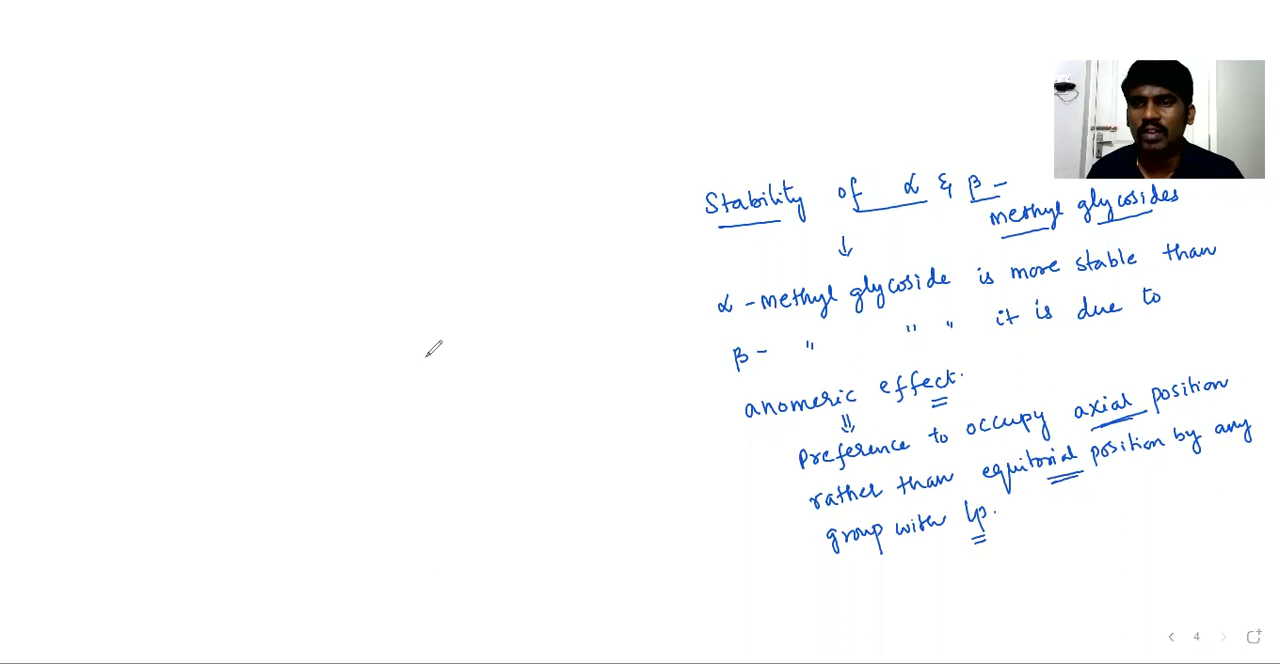 Stability of α & β-
methyl glycosides
↓
α-methyl glycoside is more stable than
β- " " " it is due to
anomeric effect.
⇓
Preference to occupy axial position
rather than equitorial position by any
group with lp.
4